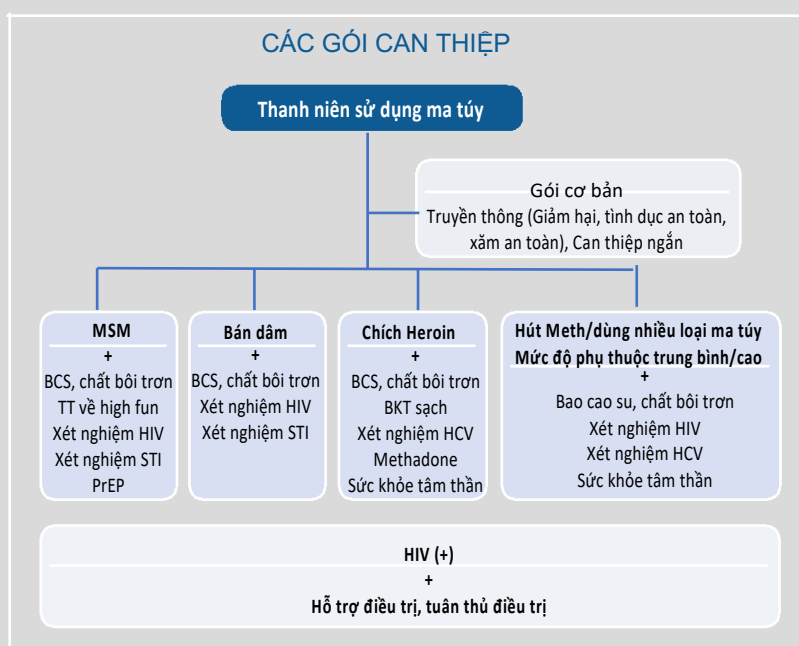 CÁC GÓI CAN THIỆP
Thanh niên sử dụng ma túy
Gói cơ bản
Truyền thông (Giảm hại, tình dục an toàn,
xăm an toàn), Can thiệp ngắn
MSM
+
BCS, chất bôi trơn
TT về high fun
Xét nghiệm HIV
Xét nghiệm STI
PrEP
Bán dâm
+
BCS, chất bôi trơn
Xét nghiệm HIV
Xét nghiệm STI
Chích Heroin
+
BCS, chất bôi trơn
BKT sạch
Xét nghiệm HCV
Methadone
Sức khỏe tâm thần
Hút Meth/dùng nhiều loại ma túy
Mức độ phụ thuộc trung bình/cao
+
Bao cao su, chất bôi trơn
Xét nghiệm HIV
Xét nghiệm HCV
Sức khỏe tâm thần
HIV (+)
+
Hỗ trợ điều trị, tuân thủ điều trị